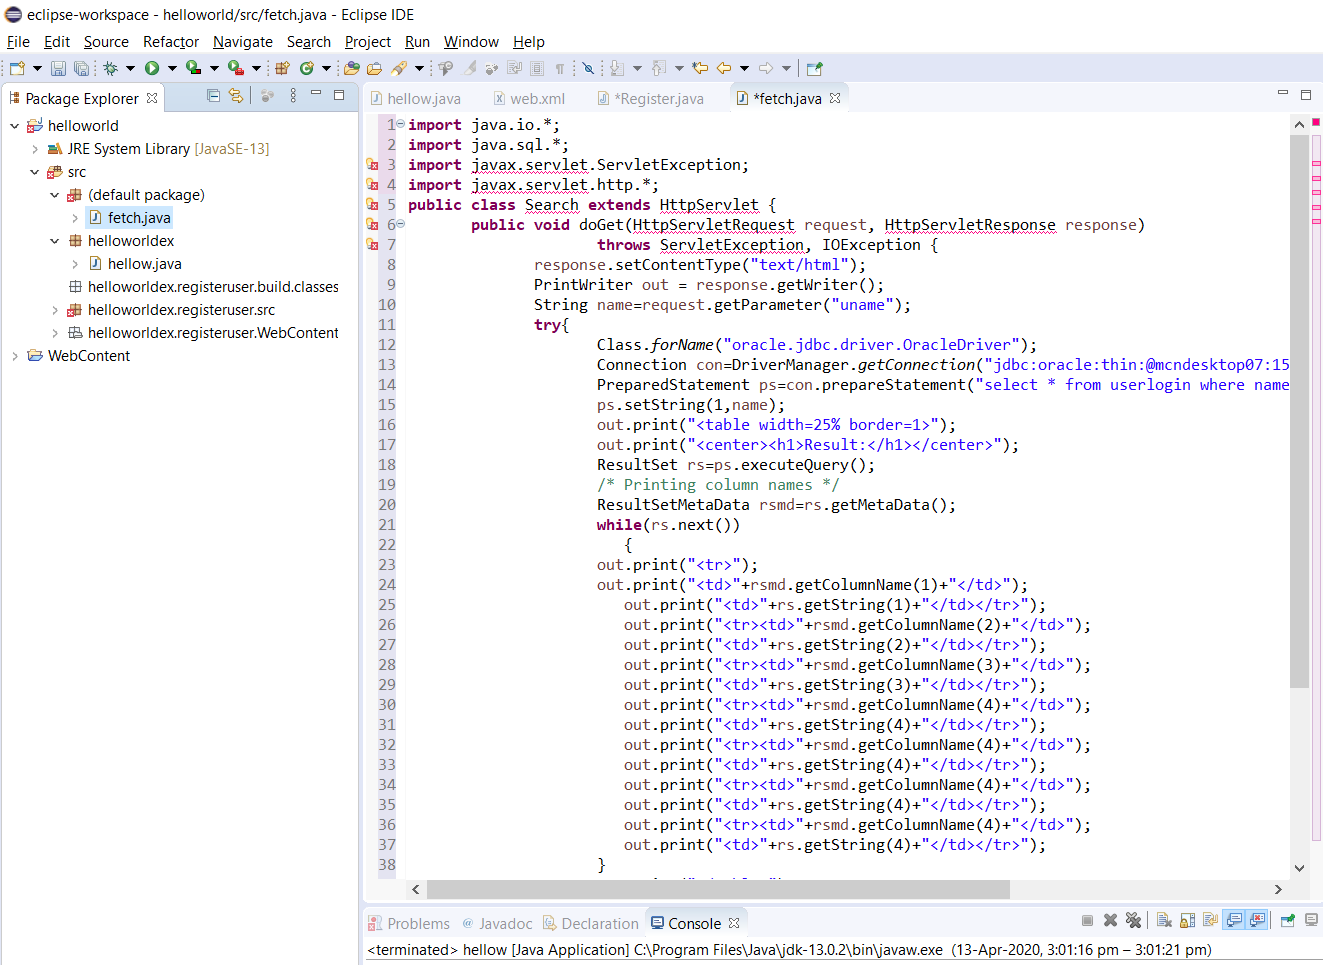 eclipse-workspace - helloworld/src/fetch.java - Eclipse IDE
File Edit Source Refactor Navigate Search Project Run Window Help
Package Explorer
hellow.java web.xml *Register.java *fetch.java
helloworld
JRE System Library [JavaSE-13]
src
(default package)
fetch.java
helloworldex
hellow.java
helloworldex.registeruser.build.classes
helloworldex.registeruser.src
helloworldex.registeruser.WebContent
WebContent
1 import java.io.*;
2 import java.sql.*;
3 import javax.servlet.ServletException;
4 import javax.servlet.http.*;
5 public class Search extends HttpServlet {
6 public void doGet(HttpServletRequest request, HttpServletResponse response)
7 throws ServletException, IOException {
8 response.setContentType("text/html");
9 PrintWriter out = response.getWriter();
10 String name=request.getParameter("uname");
11 try{
12 Class.forName("oracle.jdbc.driver.OracleDriver");
13 Connection con=DriverManager.getConnection("jdbc:oracle:thin:@mcndesktop07:15
14 PreparedStatement ps=con.prepareStatement("select * from userlogin where name
15 ps.setString(1,name);
16 out.print("<table width=25% border=1>");
17 out.print("<center><h1>Result:</h1></center>");
18 ResultSet rs=ps.executeQuery();
19 /* Printing column names */
20 ResultSetMetaData rsmd=rs.getMetaData();
21 while(rs.next())
22 {
23 out.print("<tr>");
24 out.print("<td>"+rsmd.getColumnName(1)+"</td>");
25 out.print("<td>"+rs.getString(1)+"</td></tr>");
26 out.print("<tr><td>"+rsmd.getColumnName(2)+"</td>");
27 out.print("<td>"+rs.getString(2)+"</td></tr>");
28 out.print("<tr><td>"+rsmd.getColumnName(3)+"</td>");
29 out.print("<td>"+rs.getString(3)+"</td></tr>");
30 out.print("<tr><td>"+rsmd.getColumnName(4)+"</td>");
31 out.print("<td>"+rs.getString(4)+"</td></tr>");
32 out.print("<tr><td>"+rsmd.getColumnName(4)+"</td>");
33 out.print("<td>"+rs.getString(4)+"</td></tr>");
34 out.print("<tr><td>"+rsmd.getColumnName(4)+"</td>");
35 out.print("<td>"+rs.getString(4)+"</td></tr>");
36 out.print("<tr><td>"+rsmd.getColumnName(4)+"</td>");
37 out.print("<td>"+rs.getString(4)+"</td></tr>");
38 }
Problems Javadoc Declaration Console
<terminated> hellow [Java Application] C:\Program Files\Java\jdk-13.0.2\bin\javaw.exe (13-Apr-2020, 3:01:16 pm – 3:01:21 pm)